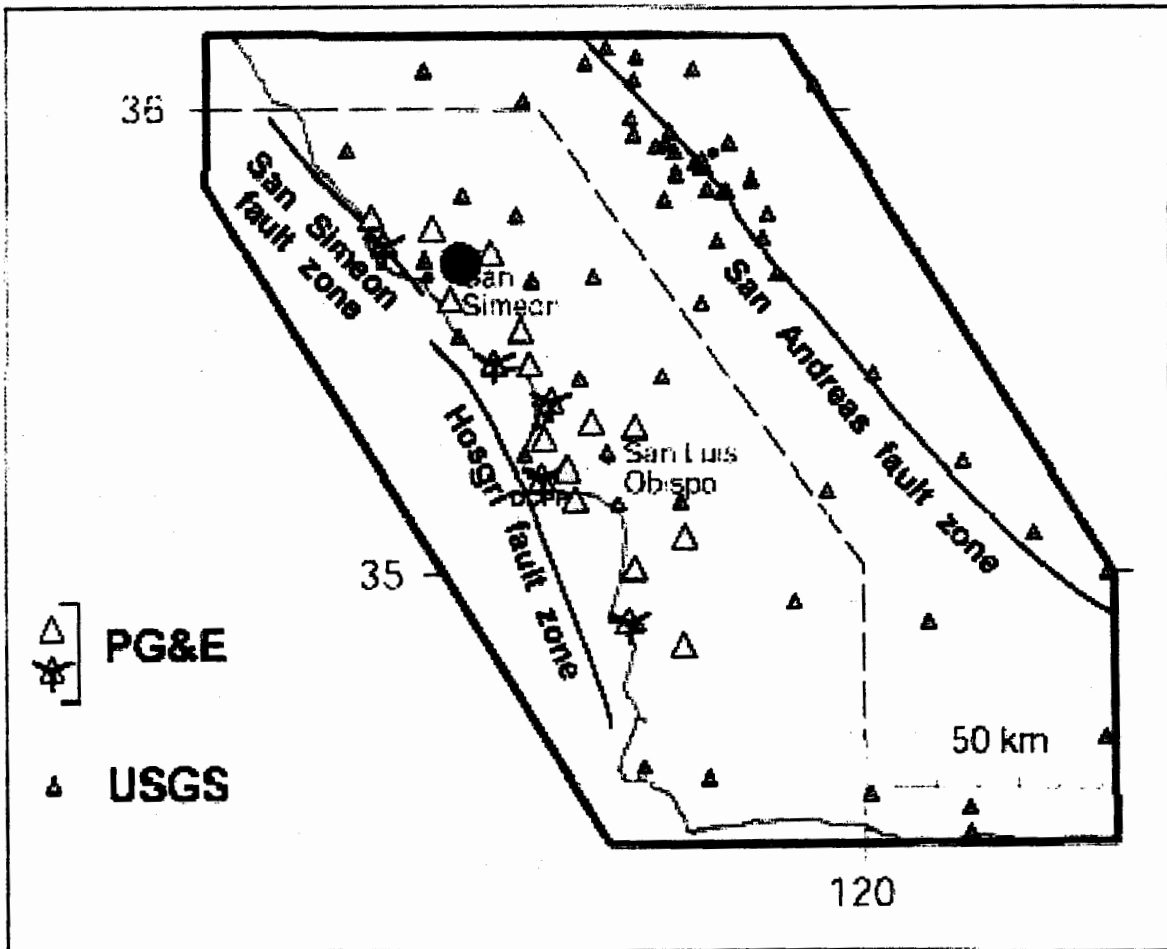 36
San Simeon
fault zone
San
Simeon
San Andreas fault zone
Hosgri fault zone
San Luis
Obispo
DCPP
35
PG&E
USGS
50 km
120